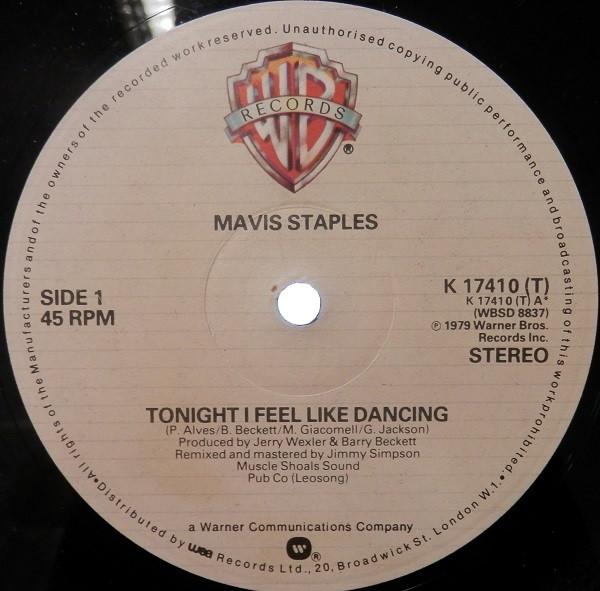 •All rights of the Manufacturers and of the owners of the recorded work reserved. Unauthorised copying public performance and broadcasting of this work prohibited.•
WB
RECORDS
®
MAVIS STAPLES
SIDE 1
45 RPM
K 17410 (T)
K 17410 (T) A*
(WBSD 8837)
℗ 1979 Warner Bros.
Records Inc.
STEREO
TONIGHT I FEEL LIKE DANCING
(P. Alves/B. Beckett/M. Giacomell/G. Jackson)
Produced by Jerry Wexler & Barry Beckett
Remixed and mastered by Jimmy Simpson
Muscle Shoals Sound
Pub Co (Leosong)
a Warner Communications Company
®
Distributed by wea Records Ltd., 20, Broadwick St. London W.1.